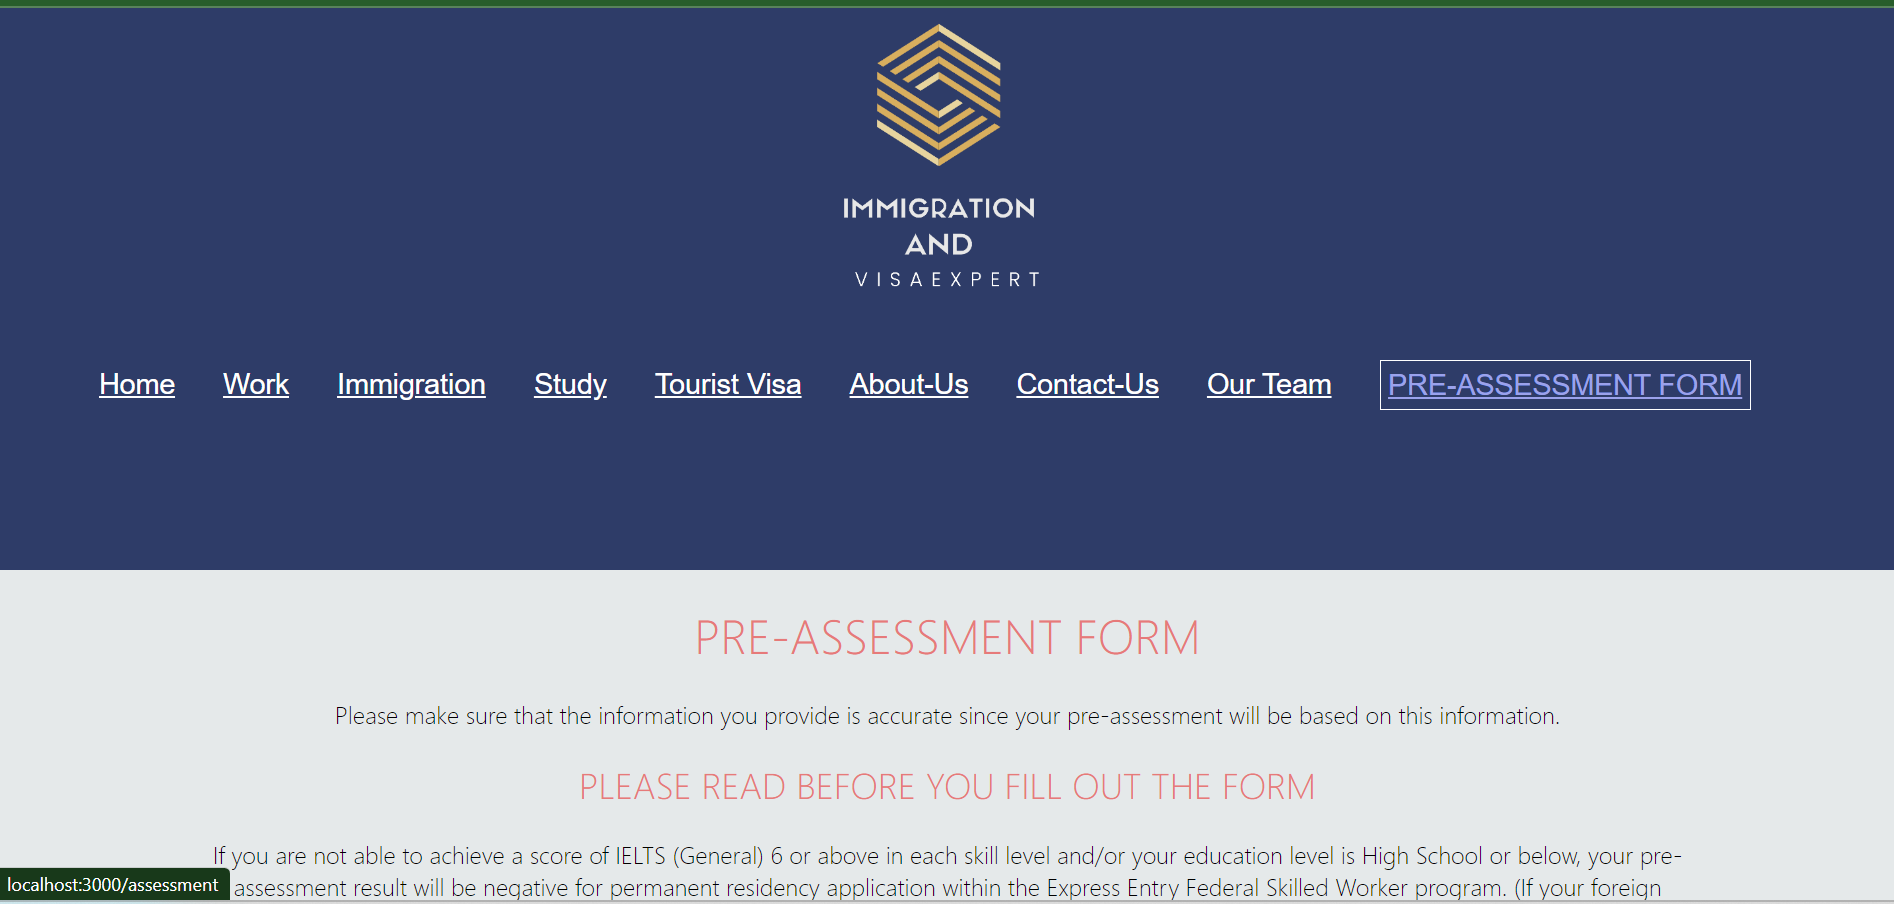 IMMIGRATION
AND
VISAEXPERT
Home Work Immigration Study Tourist Visa About-Us Contact-Us Our Team PRE-ASSESSMENT FORM
PRE-ASSESSMENT FORM
Please make sure that the information you provide is accurate since your pre-assessment will be based on this information.
PLEASE READ BEFORE YOU FILL OUT THE FORM
If you are not able to achieve a score of IELTS (General) 6 or above in each skill level and/or your education level is High School or below, your pre-
assessment result will be negative for permanent residency application within the Express Entry Federal Skilled Worker program. (If your foreign
localhost:3000/assessment